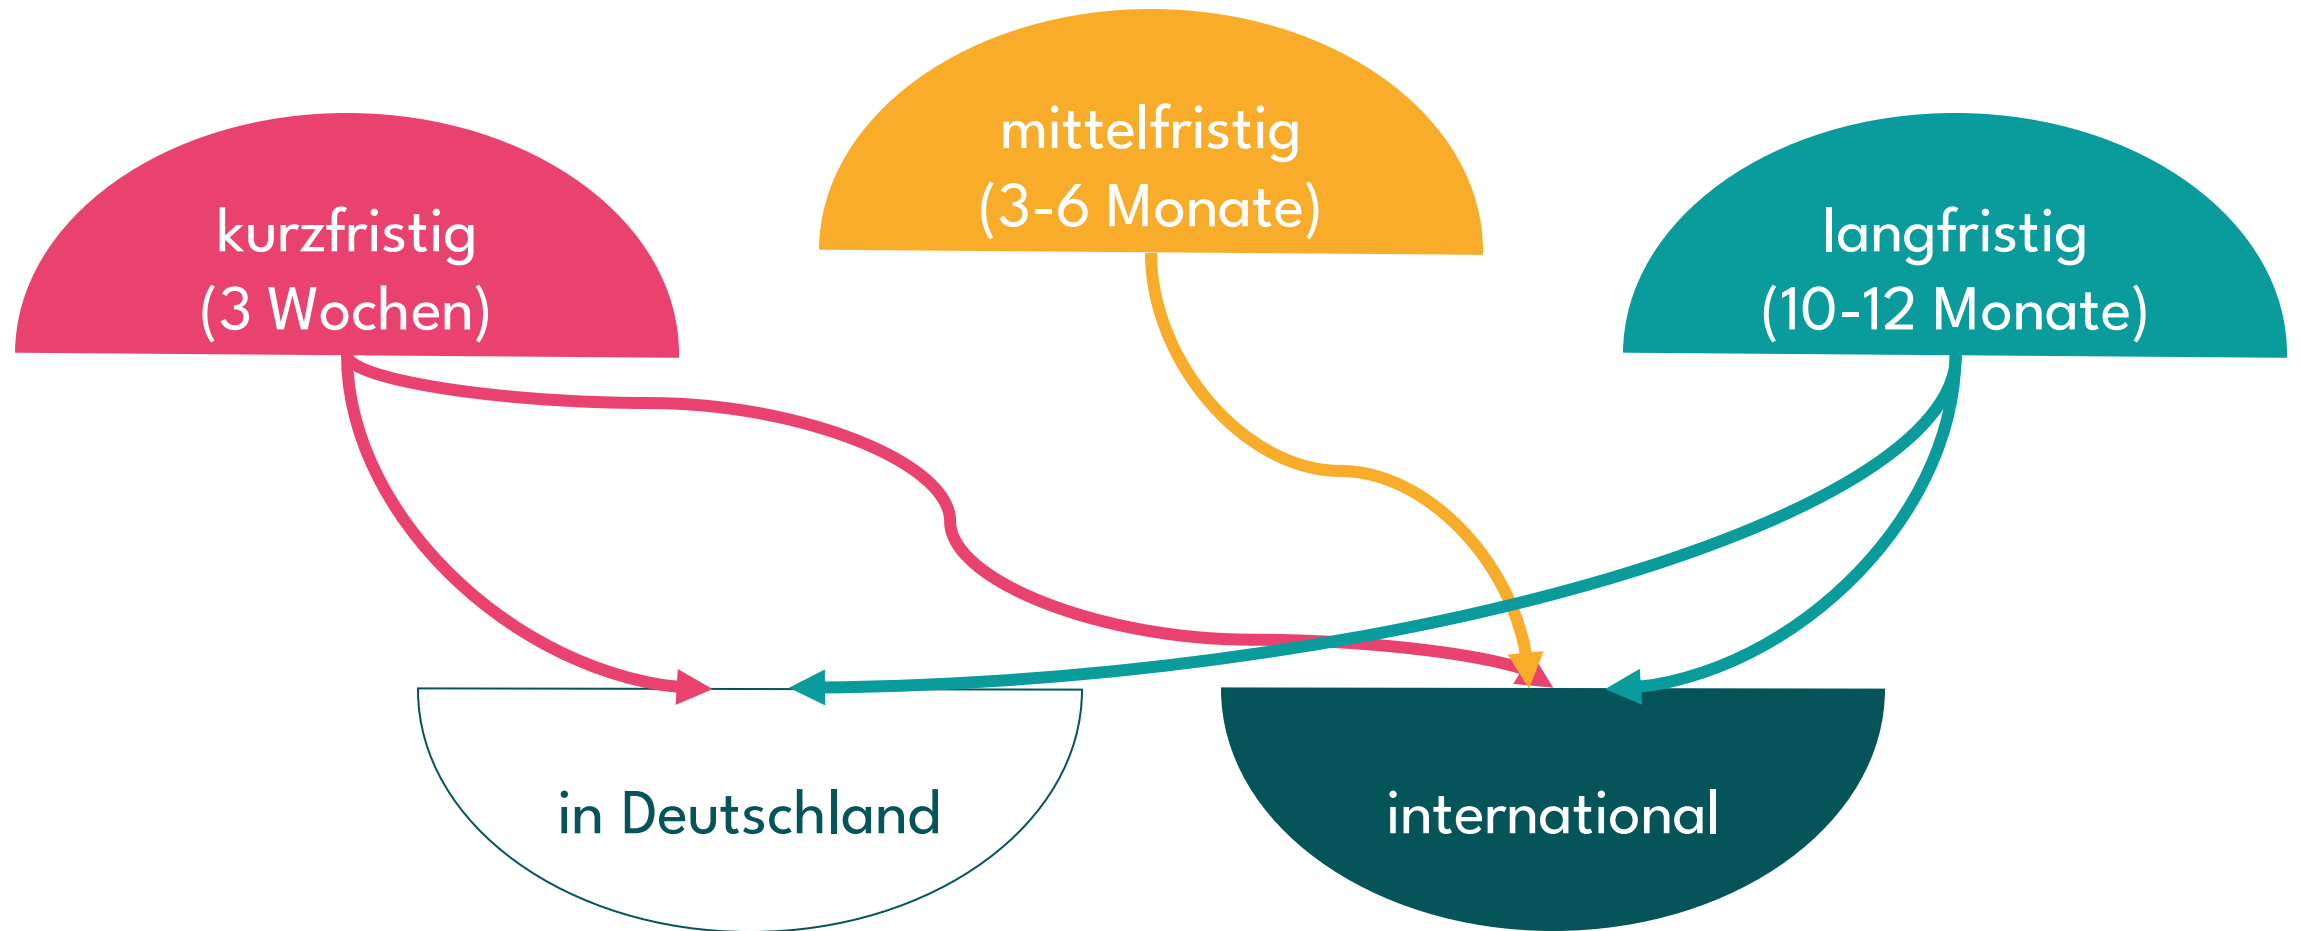 kurzfristig
(3 Wochen)
mittelfristig
(3-6 Monate)
langfristig
(10-12 Monate)
in Deutschland
international